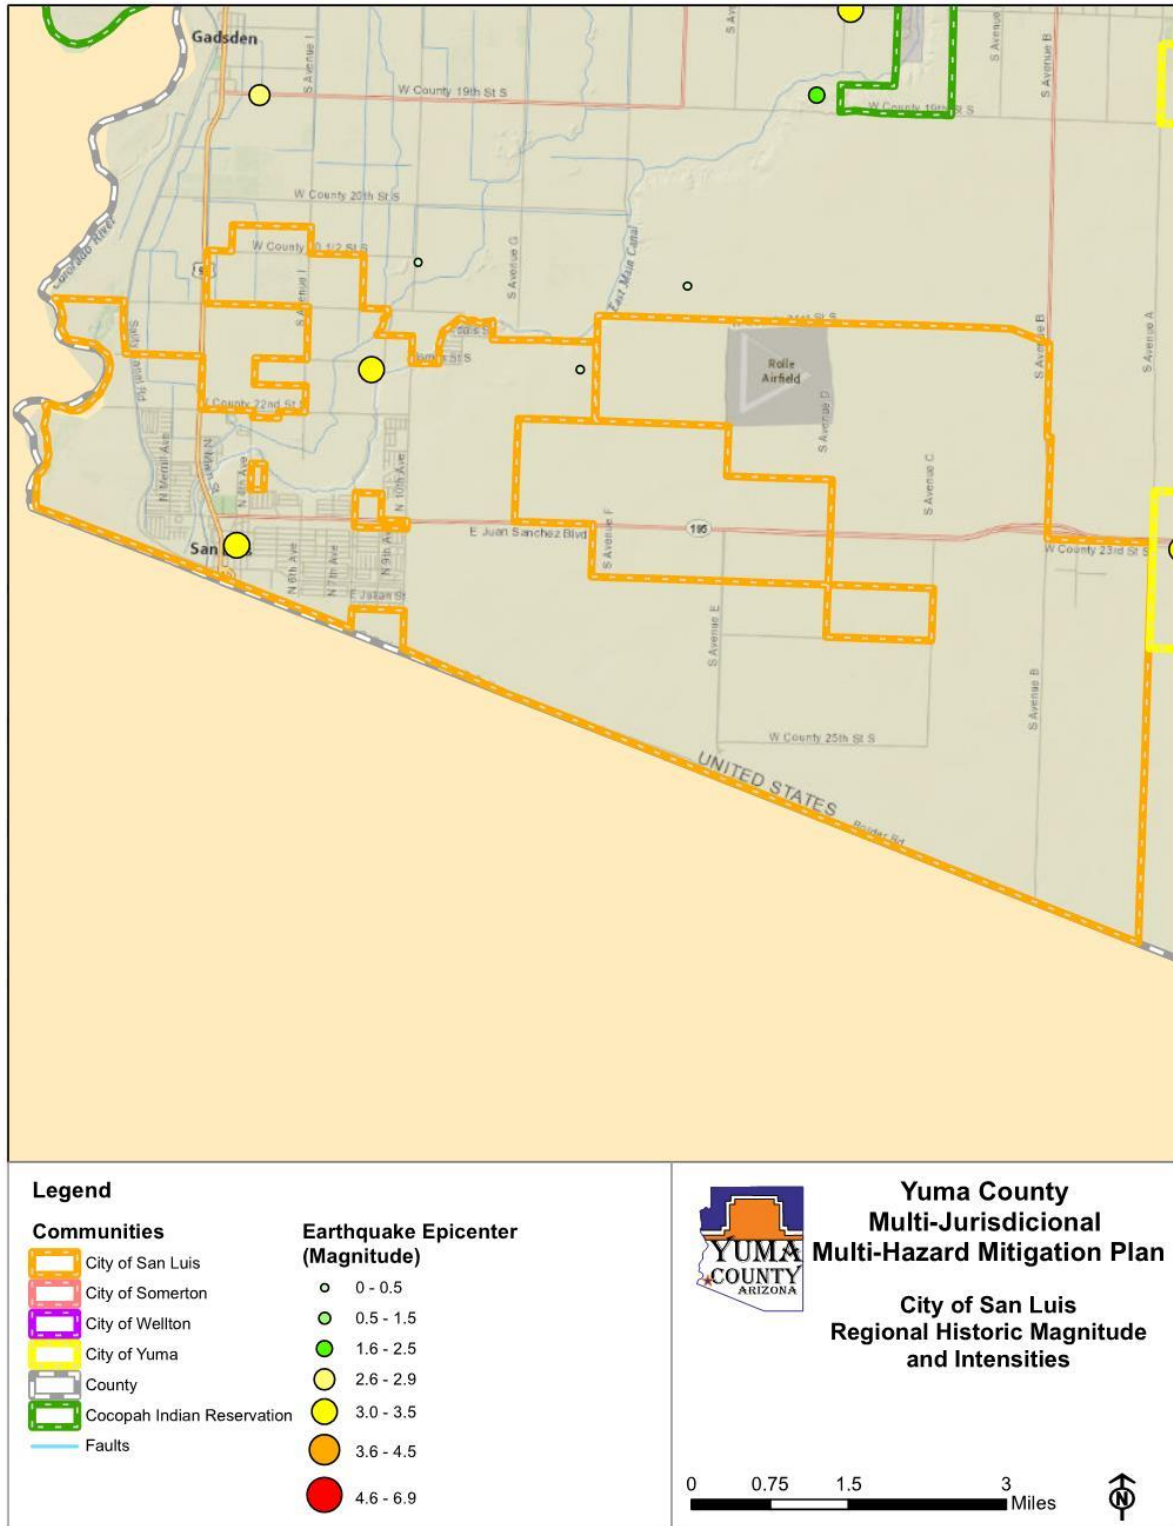 Gadsden
S Avenue I
W County 19th St S
S Av
S Avenue C
S Avenue B
W County 19th St S
W County 20th St S
Colorado River
W County 20 1/2 St S
S Avenue I
S Avenue G
East Main Canal
S Avenue B
S Avenue A
Rolle
Airfield
S Avenue D
County 22nd St S
N Merrill Ave
N Main St
N 4th Ave
N 10th Ave
S Avenue F
S Avenue C
195
E Juan Sanchez Blvd
W County 23rd St S
San
N 6th Ave
N 7th Ave
N 9th A
E Juan St
S Avenue E
S Avenue B
W County 25th St S
UNITED STATES
Border Rd
Legend
Communities
City of San Luis
City of Somerton
City of Wellton
City of Yuma
County
Cocopah Indian Reservation
Faults
Earthquake Epicenter
(Magnitude)
0 - 0.5
0.5 - 1.5
1.6 - 2.5
2.6 - 2.9
3.0 - 3.5
3.6 - 4.5
4.6 - 6.9
YUMA
COUNTY
ARIZONA
Yuma County
Multi-Jurisdicional
Multi-Hazard Mitigation Plan
City of San Luis
Regional Historic Magnitude
and Intensities
0 0.75 1.5 3
Miles
N